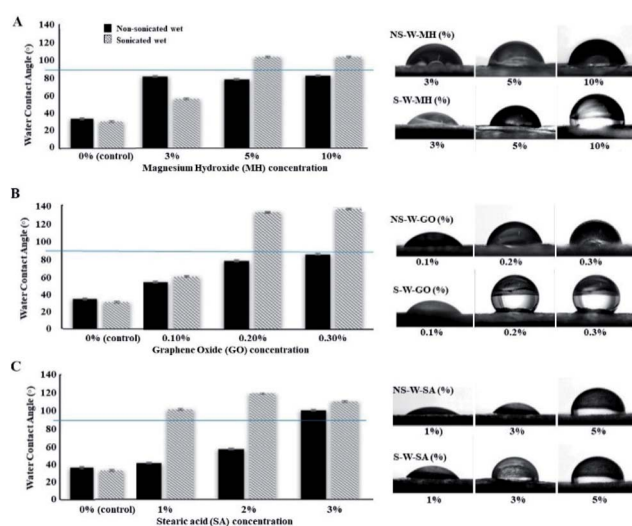 A
Water Contact Angle (°)
140
120
100
80
60
40
20
0
Non-sonicated wet
Sonicated wet
0% (control)
3%
5%
10%
Magnesium Hydroxide (MH) concentration
NS-W-MH (%)
3%
5%
10%
S-W-MH (%)
3%
5%
10%
B
Water Contact Angle (°)
140
120
100
80
60
40
20
0
0% (control)
0.10%
0.20%
0.30%
Graphene Oxide (GO) concentration
NS-W-GO (%)
0.1%
0.2%
0.3%
S-W-GO (%)
0.1%
0.2%
0.3%
C
Water Contact Angle (°)
140
120
100
80
60
40
20
0
0% (control)
1%
2%
3%
Stearic acid (SA) concentration
NS-W-SA (%)
1%)
3%
5%
S-W-SA (%)
1%
3%
5%